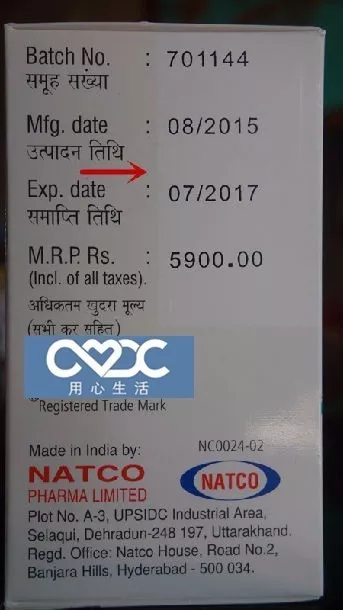 Batch No. : 701144
समूह संख्या
Mfg. date : 08/2015
उत्पादन तिथि
Exp. date : 07/2017
समाप्ति तिथि
M.R.P. Rs. : 5900.00
(Incl. of all taxes).
अधिकतम खुदरा मूल्य
(सभी कर सहित)
CVDC
用心生活
Registered Trade Mark
Made in India by: NC0024-02
NATCO NATCO
PHARMA LIMITED
Plot No. A-3, UPSIDC Industrial Area,
Selaqui, Dehradun-248 197, Uttarakhand.
Regd. Office: Natco House, Road No.2,
Banjara Hills, Hyderabad - 500 034.